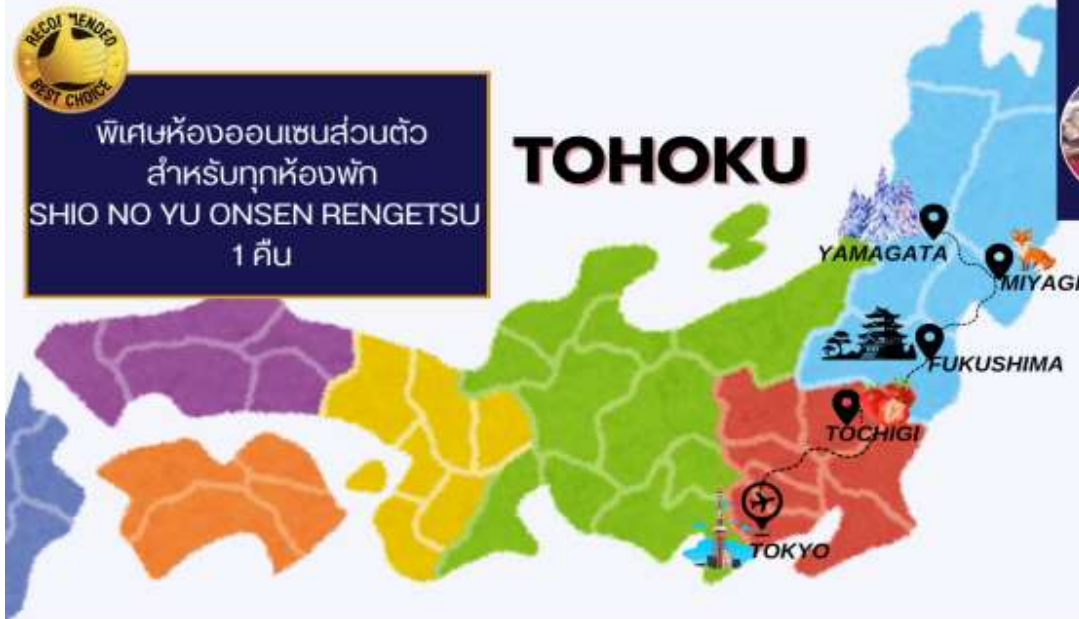 RECOMMENDED
BEST CHOICE
พิเศษห้องออนเซนส่วนตัว
สำหรับทุกห้องพัก
SHIO NO YU ONSEN RENGETSU
1 คืน
TOHOKU
YAMAGATA
MIYAGI
FUKUSHIMA
TOCHIGI
TOKYO